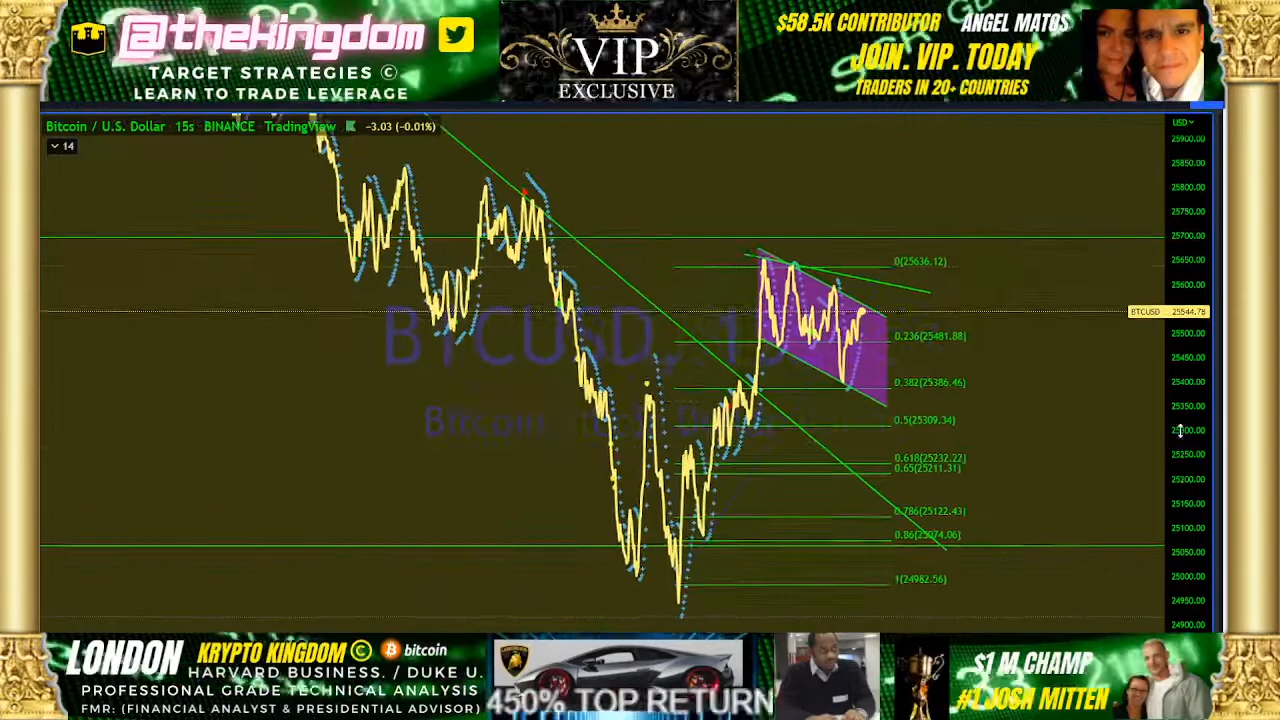 @thekingdom
TARGET STRATEGIES ©
LEARN TO TRADE LEVERAGE
VIP
EXCLUSIVE
$58.5K CONTRIBUTOR ANGEL MATOS
JOIN. VIP. TODAY
TRADERS IN 20+ COUNTRIES
Bitcoin / U.S. Dollar 15s BINANCE TradingView −3.03 (−0.01%)
14
USD
25900.00
25850.00
25800.00
25750.00
25700.00
25650.00
25600.00
BTCUSD 25544.78
25500.00
25450.00
25400.00
25350.00
25300.00
25250.00
25200.00
25150.00
25100.00
25050.00
25000.00
24950.00
24900.00
0(25636.12)
0.236(25481.88)
0.382(25386.46)
0.5(25309.34)
0.618(25232.22)
0.65(25211.31)
0.786(25122.43)
0.86(25074.06)
1(24982.56)
BTCUSD, 15
LONDON KRYPTO KINGDOM © bitcoin
HARVARD BUSINESS. / DUKE U.
PROFESSIONAL GRADE TECHNICAL ANALYSIS
FMR: (FINANCIAL ANALYST & PRESIDENTIAL ADVISOR)
450% TOP RETURN
$1 M CHAMP
#1 JOSH MITTEN